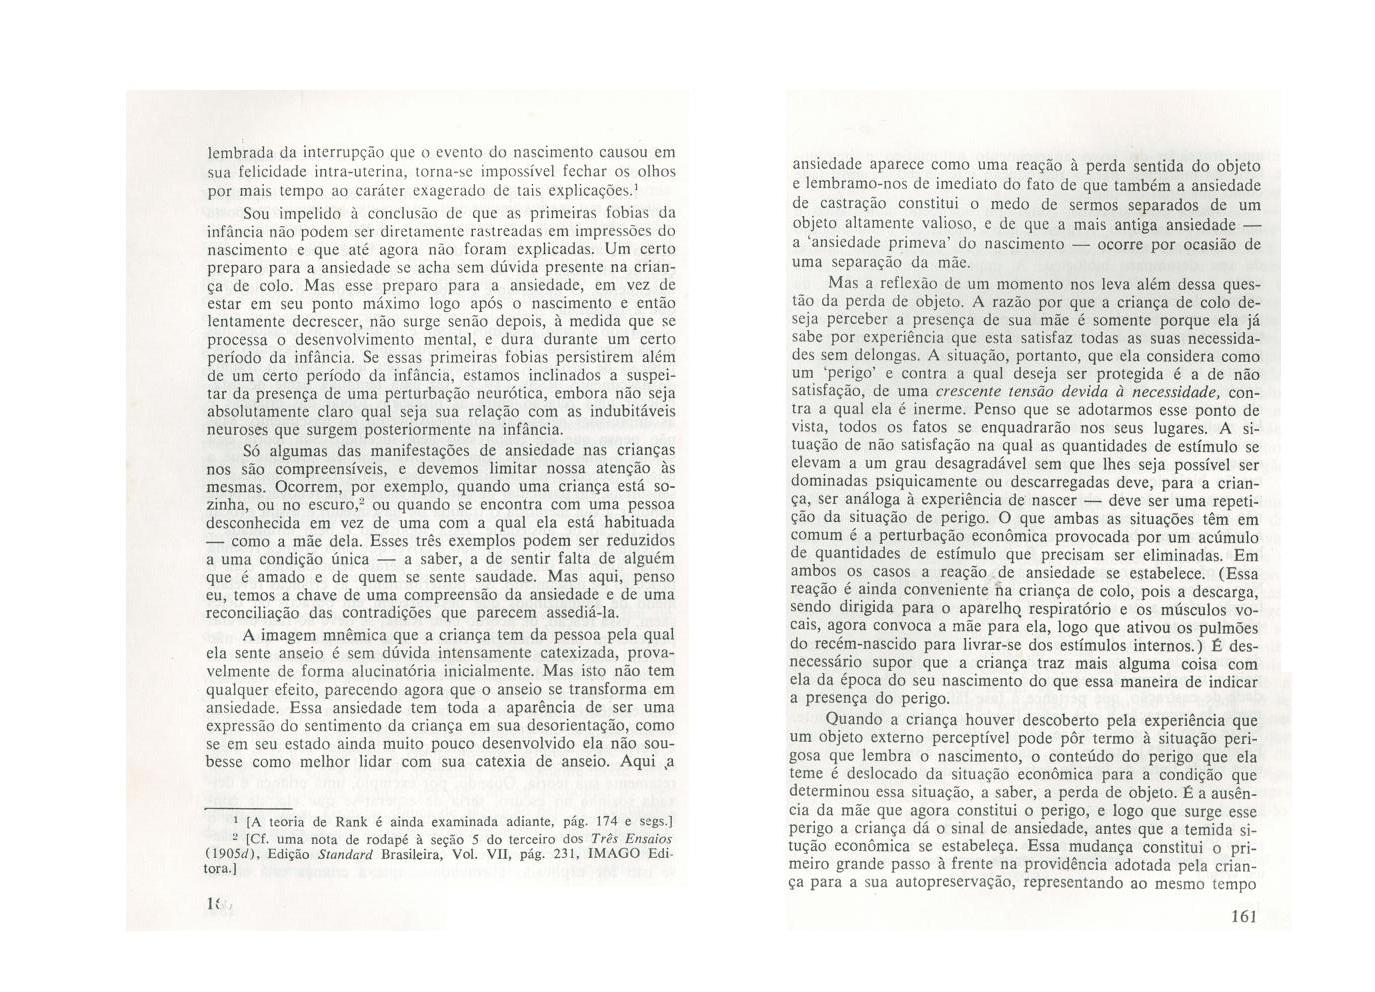 lembrada da interrupção que o evento do nascimento causou em
sua felicidade intra-uterina, torna-se impossível fechar os olhos
por mais tempo ao caráter exagerado de tais explicações.¹
Sou impelido à conclusão de que as primeiras fobias da
infância não podem ser diretamente rastreadas em impressões do
nascimento e que até agora não foram explicadas. Um certo
preparo para a ansiedade se acha sem dúvida presente na crian-
ça de colo. Mas esse preparo para a ansiedade, em vez de
estar em seu ponto máximo logo após o nascimento e então
lentamente decrescer, não surge senão depois, à medida que se
processa o desenvolvimento mental, e dura durante um certo
período da infância. Se essas primeiras fobias persistirem além
de um certo período da infância, estamos inclinados a suspei-
tar da presença de uma perturbação neurótica, embora não seja
absolutamente claro qual seja sua relação com as indubitáveis
neuroses que surgem posteriormente na infância.
Só algumas das manifestações de ansiedade nas crianças
nos são compreensíveis, e devemos limitar nossa atenção às
mesmas. Ocorrem, por exemplo, quando uma criança está so-
zinha, ou no escuro,² ou quando se encontra com uma pessoa
desconhecida em vez de uma com a qual ela está habituada
— como a mãe dela. Esses três exemplos podem ser reduzidos
a uma condição única — a saber, a de sentir falta de alguém
que é amado e de quem se sente saudade. Mas aqui, penso
eu, temos a chave de uma compreensão da ansiedade e de uma
reconciliação das contradições que parecem assediá-la.
A imagem mnêmica que a criança tem da pessoa pela qual
ela sente anseio é sem dúvida intensamente catexizada, prova-
velmente de forma alucinatória inicialmente. Mas isto não tem
qualquer efeito, parecendo agora que o anseio se transforma em
ansiedade. Essa ansiedade tem toda a aparência de ser uma
expressão do sentimento da criança em sua desorientação, como
se em seu estado ainda muito pouco desenvolvido ela não sou-
besse como melhor lidar com sua catexia de anseio. Aqui a
¹ [A teoria de Rank é ainda examinada adiante, pág. 174 e segs.]
² [Cf. uma nota de rodapé à seção 5 do terceiro dos Três Ensaios
(1905d), Edição Standard Brasileira, Vol. VII, pág. 231, IMAGO Edi-
tora.]
ansiedade aparece como uma reação à perda sentida do objeto
e lembramo-nos de imediato do fato de que também a ansiedade
de castração constitui o medo de sermos separados de um
objeto altamente valioso, e de que a mais antiga ansiedade —
a 'ansiedade primeva' do nascimento — ocorre por ocasião de
uma separação da mãe.
Mas a reflexão de um momento nos leva além dessa ques-
tão da perda de objeto. A razão por que a criança de colo de-
seja perceber a presença de sua mãe é somente porque ela já
sabe por experiência que esta satisfaz todas as suas necessida-
des sem delongas. A situação, portanto, que ela considera como
um 'perigo' e contra a qual deseja ser protegida é a de não
satisfação, de uma crescente tensão devida à necessidade, con-
tra a qual ela é inerme. Penso que se adotarmos esse ponto de
vista, todos os fatos se enquadrarão nos seus lugares. A si-
tuação de não satisfação na qual as quantidades de estímulo se
elevam a um grau desagradável sem que lhes seja possível ser
dominadas psiquicamente ou descarregadas deve, para a crian-
ça, ser análoga à experiência de nascer — deve ser uma repeti-
ção da situação de perigo. O que ambas as situações têm em
comum é a perturbação econômica provocada por um acúmulo
de quantidades de estímulo que precisam ser eliminadas. Em
ambos os casos a reação de ansiedade se estabelece. (Essa
reação é ainda conveniente na criança de colo, pois a descarga,
sendo dirigida para o aparelho respiratório e os músculos vo-
cais, agora convoca a mãe para ela, logo que ativou os pulmões
do recém-nascido para livrar-se dos estímulos internos.) É des-
necessário supor que a criança traz mais alguma coisa com
ela da época do seu nascimento do que essa maneira de indicar
a presença do perigo.
Quando a criança houver descoberto pela experiência que
um objeto externo perceptível pode pôr termo à situação peri-
gosa que lembra o nascimento, o conteúdo do perigo que ela
teme é deslocado da situação econômica para a condição que
determinou essa situação, a saber, a perda de objeto. É a ausên-
cia da mãe que agora constitui o perigo, e logo que surge esse
perigo a criança dá o sinal de ansiedade, antes que a temida si-
tução econômica se estabeleça. Essa mudança constitui o pri-
meiro grande passo à frente na providência adotada pela crian-
ça para a sua autopreservação, representando ao mesmo tempo
161